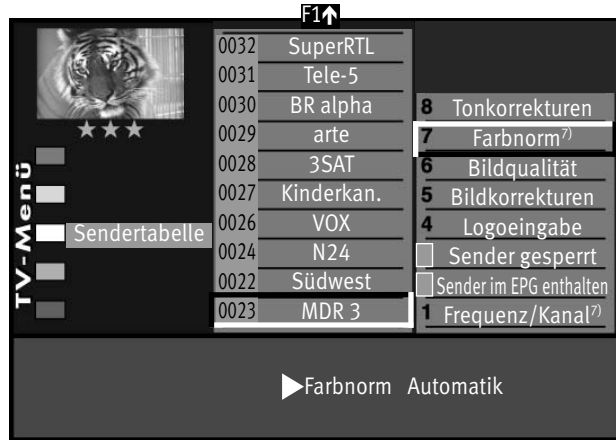 F1↑
0032 SuperRTL
0031 Tele-5
0030 BR alpha
0029 arte
0028 3SAT
0027 Kinderkan.
0026 VOX
0024 N24
0022 Südwest
0023 MDR 3
TV-Menü
Sendertabelle
8 Tonkorrekturen
7 Farbnorm7)
6 Bildqualität
5 Bildkorrekturen
4 Logoeingabe
Sender gesperrt
Sender im EPG enthalten
1 Frequenz/Kanal7)
Farbnorm Automatik